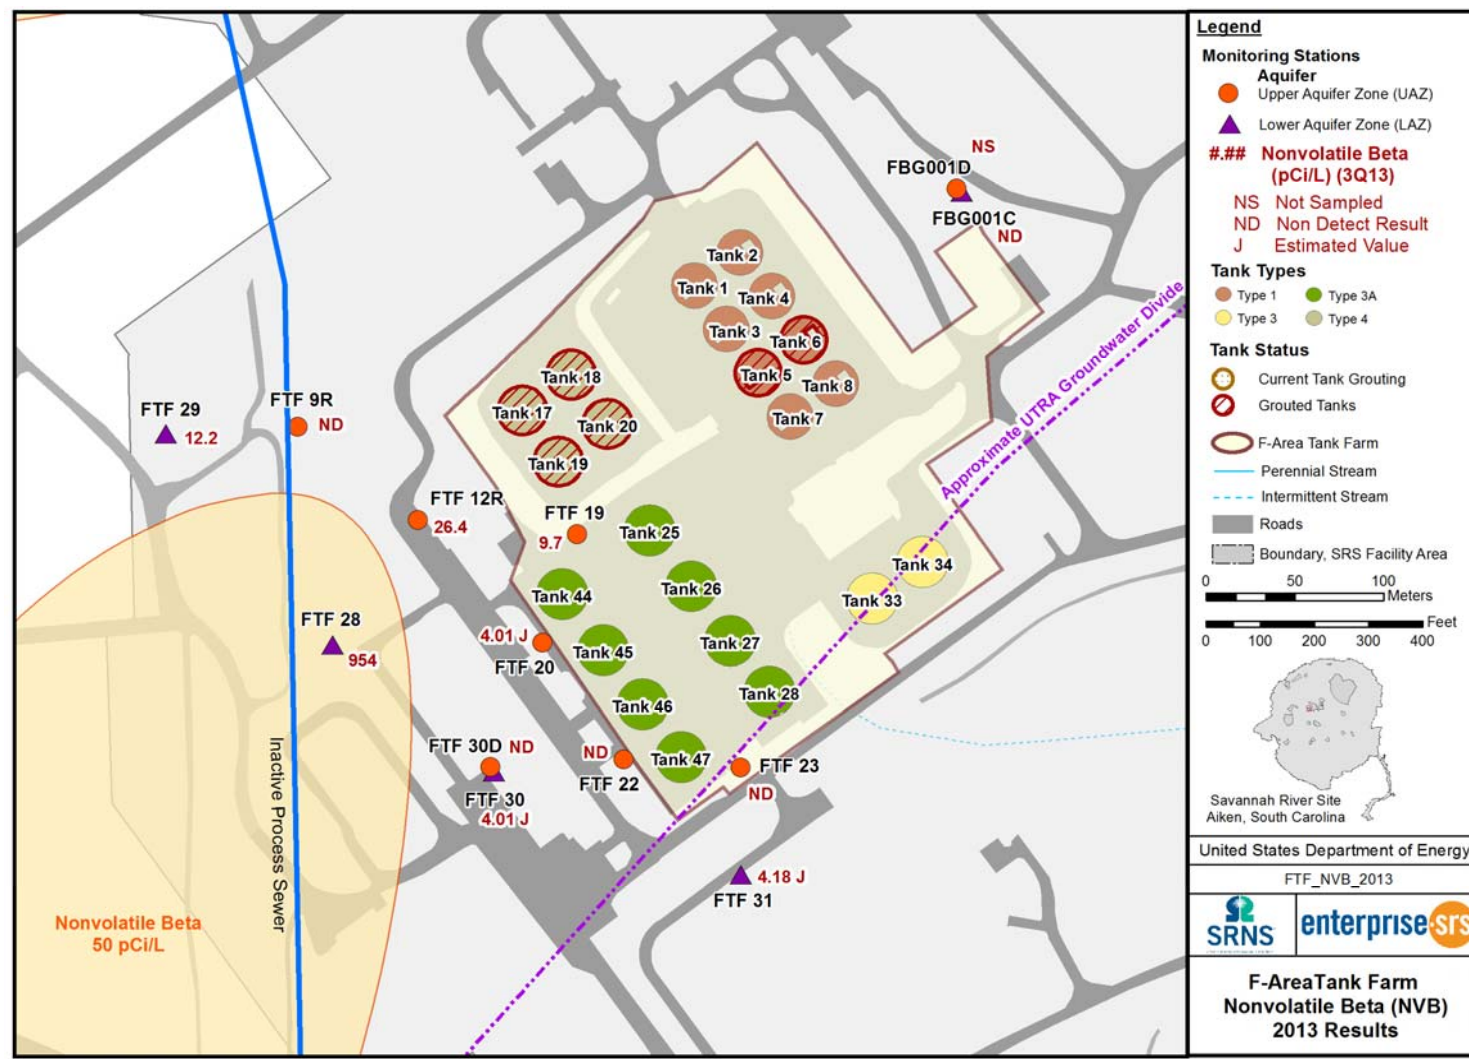 NS
FBG001D
FBG001C
ND
Tank 2
Tank 1
Tank 4
Tank 3
Tank 6
Tank 5
Tank 8
Tank 7
Tank 18
Tank 17
Tank 20
Tank 19
Approximate UTRA Groundwater Divide
FTF 29
12.2
FTF 9R
ND
FTF 12R
26.4
FTF 19
9.7
Tank 25
Tank 34
Tank 33
Tank 44
Tank 26
FTF 28
954
4.01 J
FTF 20
Tank 45
Tank 27
Tank 46
Tank 28
FTF 30D
ND
FTF 30
4.01 J
ND
FTF 22
Tank 47
FTF 23
ND
4.18 J
FTF 31
Inactive Process Sewer
Nonvolatile Beta
50 pCi/L
Legend
Monitoring Stations
Aquifer
Upper Aquifer Zone (UAZ)
Lower Aquifer Zone (LAZ)
#.## Nonvolatile Beta
(pCi/L) (3Q13)
NS Not Sampled
ND Non Detect Result
J Estimated Value
Tank Types
Type 1 Type 3A
Type 3 Type 4
Tank Status
Current Tank Grouting
Grouted Tanks
F-Area Tank Farm
Perennial Stream
Intermittent Stream
Roads
Boundary, SRS Facility Area
0 50 100
Meters
Feet
0 100 200 300 400
Savannah River Site
Aiken, South Carolina
United States Department of Energy
FTF_NVB_2013
SRNS
enterprise·srs
F-AreaTank Farm
Nonvolatile Beta (NVB)
2013 Results